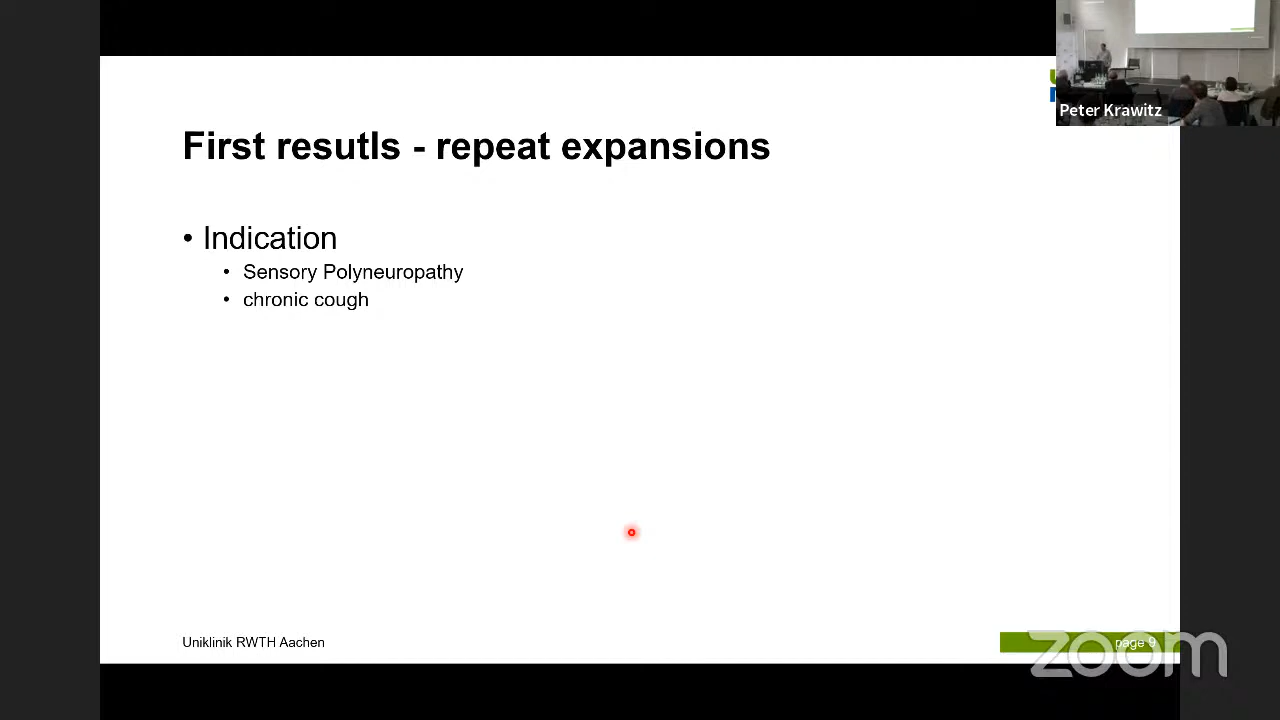 Peter Krawitz
First resutls - repeat expansions
• Indication
• Sensory Polyneuropathy
• chronic cough
Uniklinik RWTH Aachen
page 9
zoom